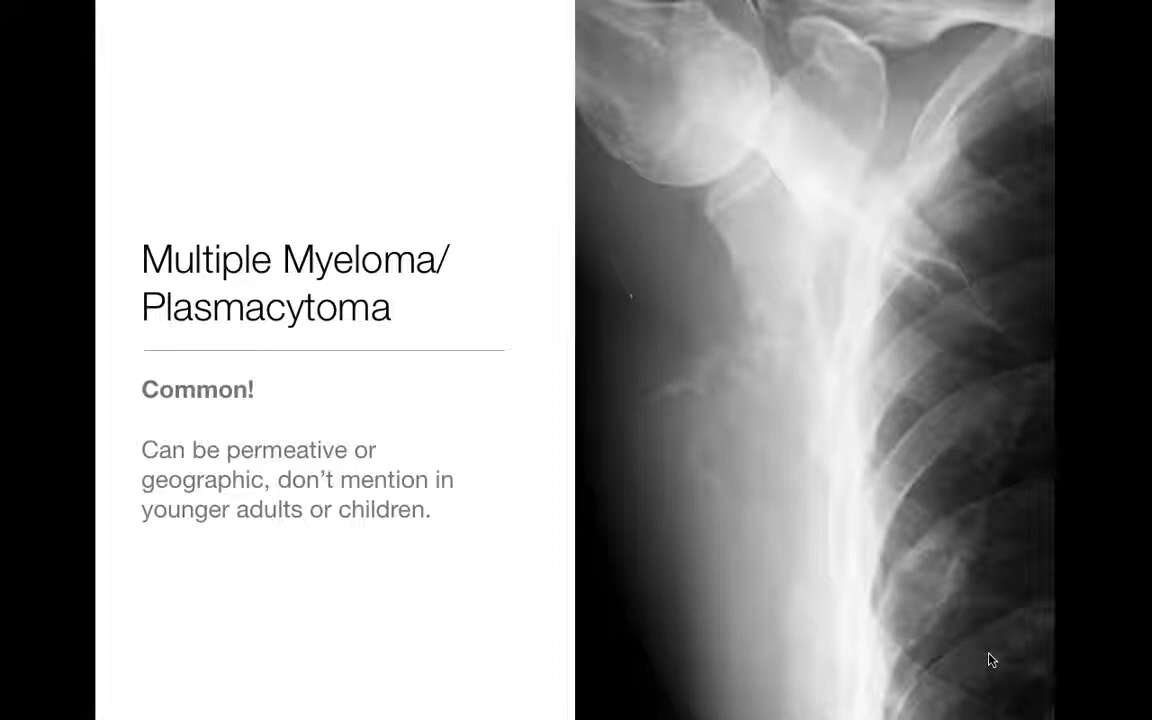 Multiple Myeloma/
Plasmacytoma
Common!
Can be permeative or
geographic, don’t mention in
younger adults or children.